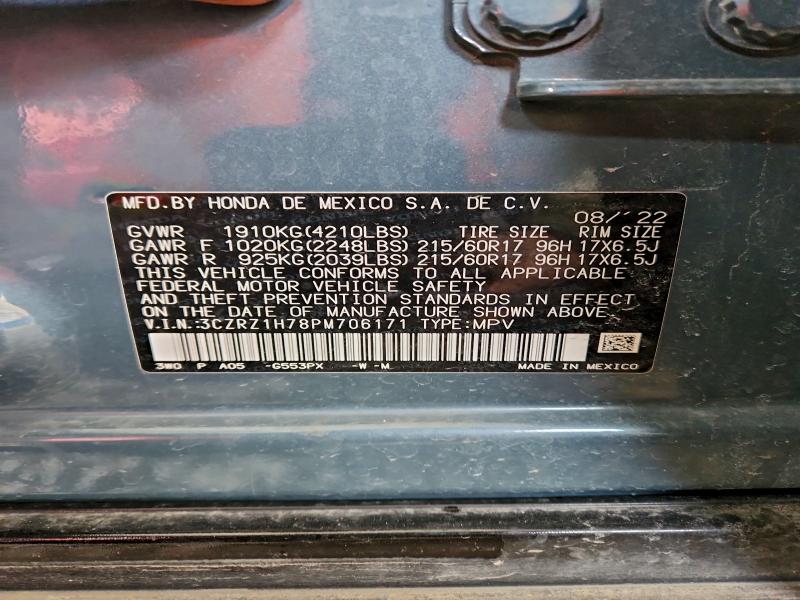 MFD.BY HONDA DE MEXICO S.A. DE C.V.
08/'22
GVWR 1910KG(4210LBS) TIRE SIZE RIM SIZE
GAWR F 1020KG(2248LBS) 215/60R17 96H 17X6.5J
GAWR R 925KG(2039LBS) 215/60R17 96H 17X6.5J
THIS VEHICLE CONFORMS TO ALL APPLICABLE
FEDERAL MOTOR VEHICLE SAFETY
AND THEFT PREVENTION STANDARDS IN EFFECT
ON THE DATE OF MANUFACTURE SHOWN ABOVE.
V.I.N.:3CZRZ1H78PM706171 TYPE:MPV
3W0 P A05 -G553PX -W -M MADE IN MEXICO